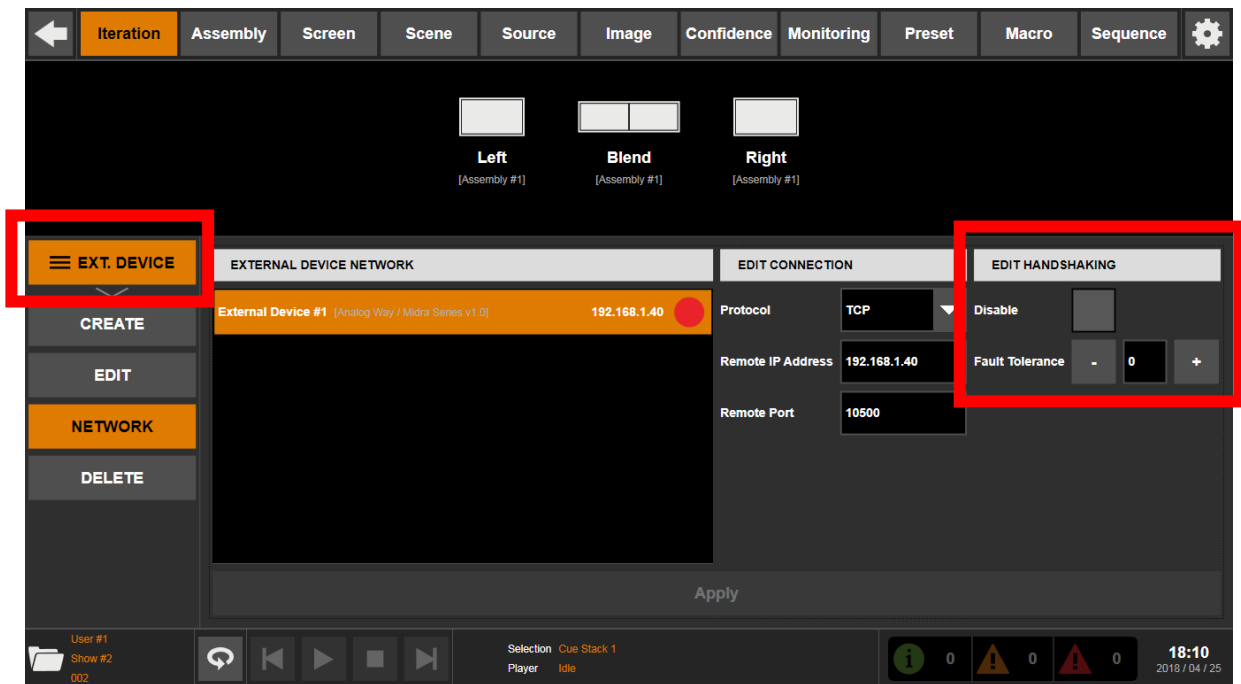 Iteration Assembly Screen Scene Source Image Confidence Monitoring Preset Macro Sequence
Left Blend Right
[Assembly #1] [Assembly #1] [Assembly #1]
EXT. DEVICE
CREATE
EDIT
NETWORK
DELETE
EXTERNAL DEVICE NETWORK
External Device #1 [Analog Way / Midra Series v1.0] 192.168.1.40
EDIT CONNECTION
Protocol TCP
Remote IP Address 192.168.1.40
Remote Port 10500
EDIT HANDSHAKING
Disable
Fault Tolerance - 0 +
Apply
User #1
Show #2
002
Selection Cue Stack 1
Player Idle
i 0 ! 0 ! 0
18:10
2018 / 04 / 25